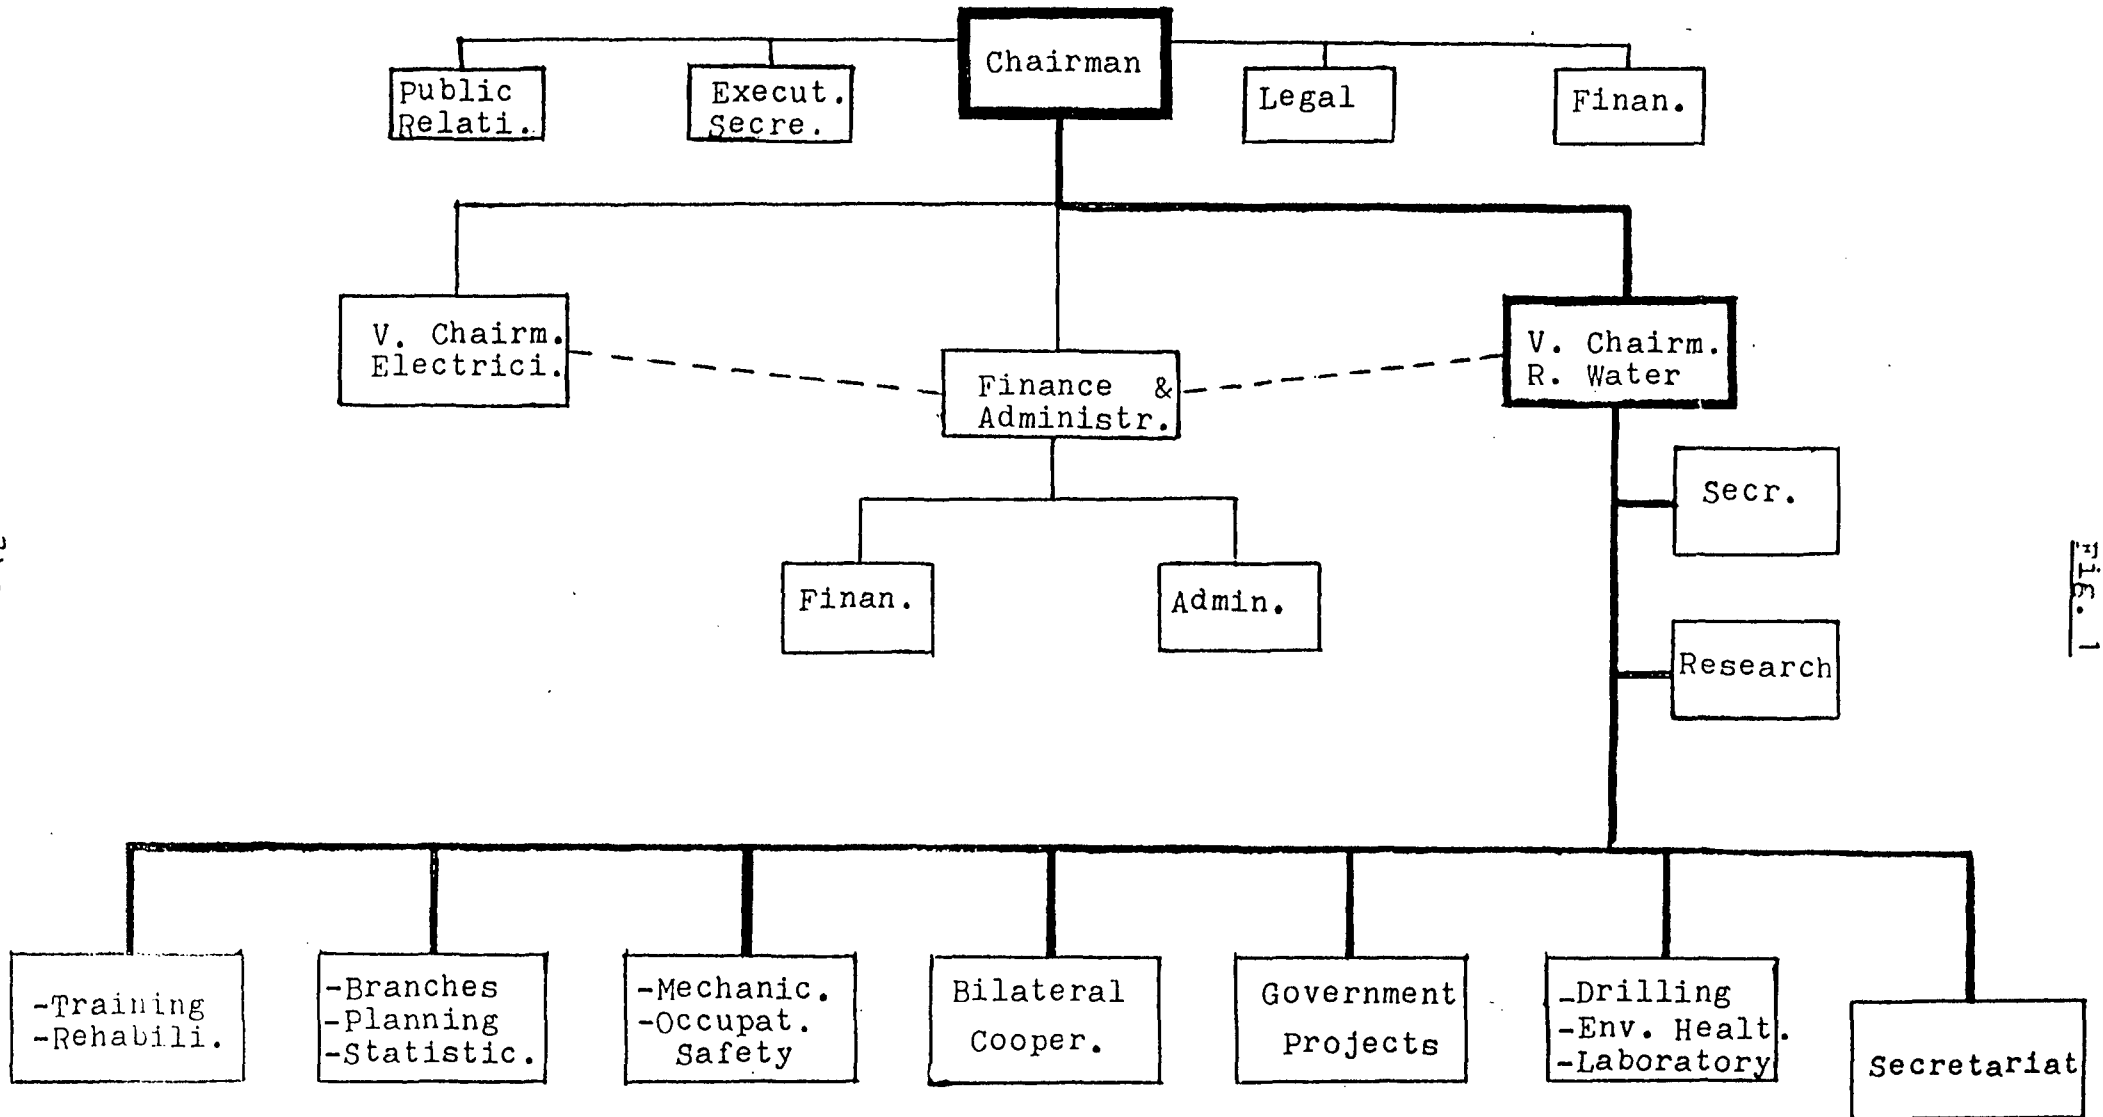 Chairman
Public
Relati.
Execut.
Secre.
Legal
Finan.
V. Chairm.
Electrici.
Finance &
Administr.
V. Chairm.
R. Water
Secr.
Finan.
Admin.
Research
Fig. 1
-Training
-Rehabili.
-Branches
-Planning
-Statistic.
-Mechanic.
-Occupat.
Safety
Bilateral
Cooper.
Government
Projects
-Drilling
-Env. Healt.
-Laboratory
Secretariat